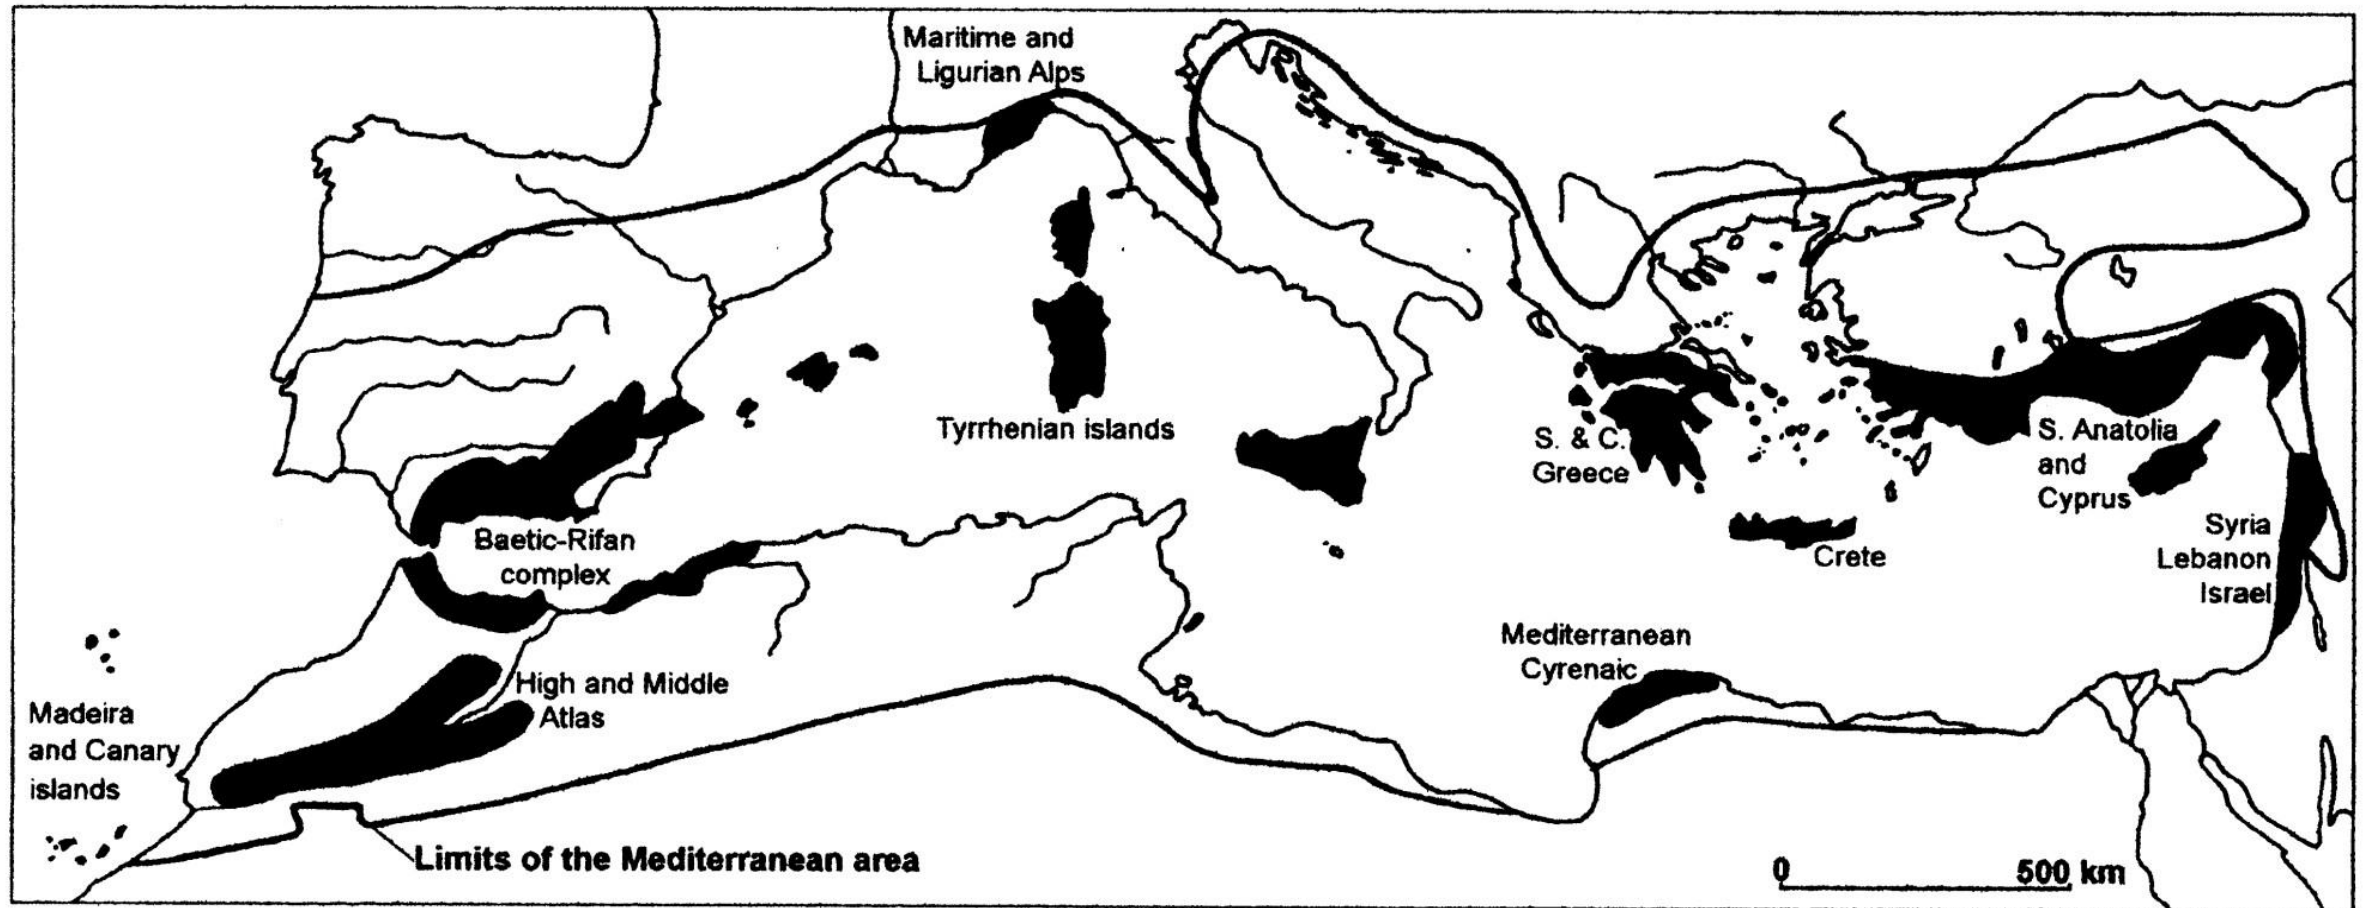 Maritime and
Ligurian Alps
Tyrrhenian islands
S. & C.
Greece
S. Anatolia
and
Cyprus
Syria
Lebanon
Israel
Crete
Baetic-Rifan
complex
Mediterranean
Cyrenaic
High and Middle
Atlas
Madeira
and Canary
islands
Limits of the Mediterranean area
0 500 km